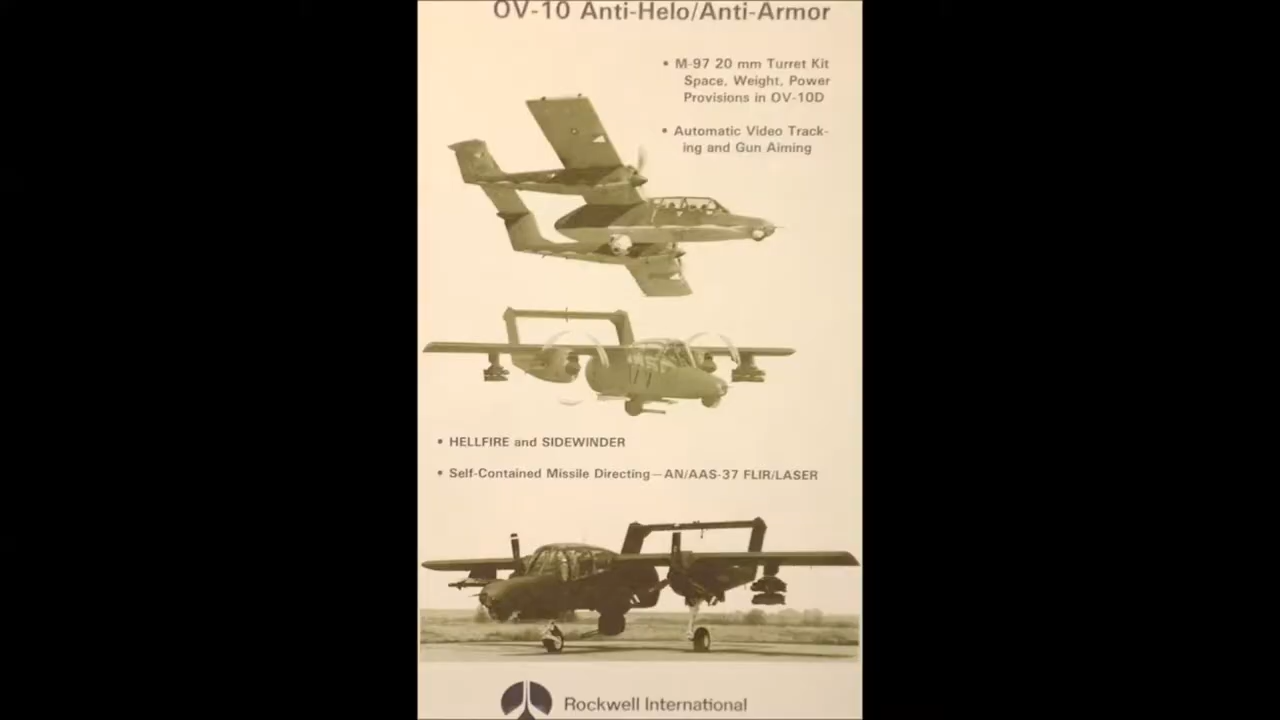 OV-10 Anti-Helo/Anti-Armor
• M-97 20 mm Turret Kit
Space, Weight, Power
Provisions in OV-10D
• Automatic Video Track-
ing and Gun Aiming
• HELLFIRE and SIDEWINDER
• Self-Contained Missile Directing—AN/AAS-37 FLIR/LASER
Rockwell International